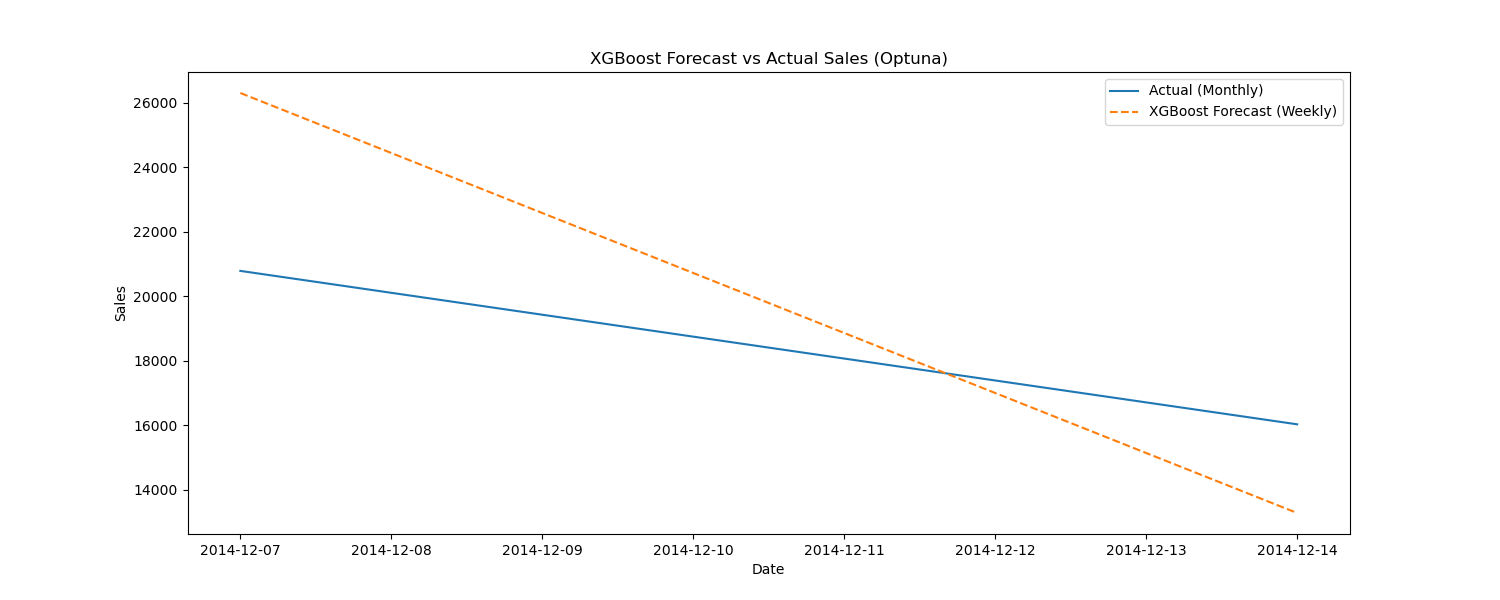 XGBoost Forecast vs Actual Sales (Optuna)
Actual (Monthly)
XGBoost Forecast (Weekly)
26000
24000
22000
20000
18000
16000
14000
Sales
2014-12-07 2014-12-08 2014-12-09 2014-12-10 2014-12-11 2014-12-12 2014-12-13 2014-12-14
Date